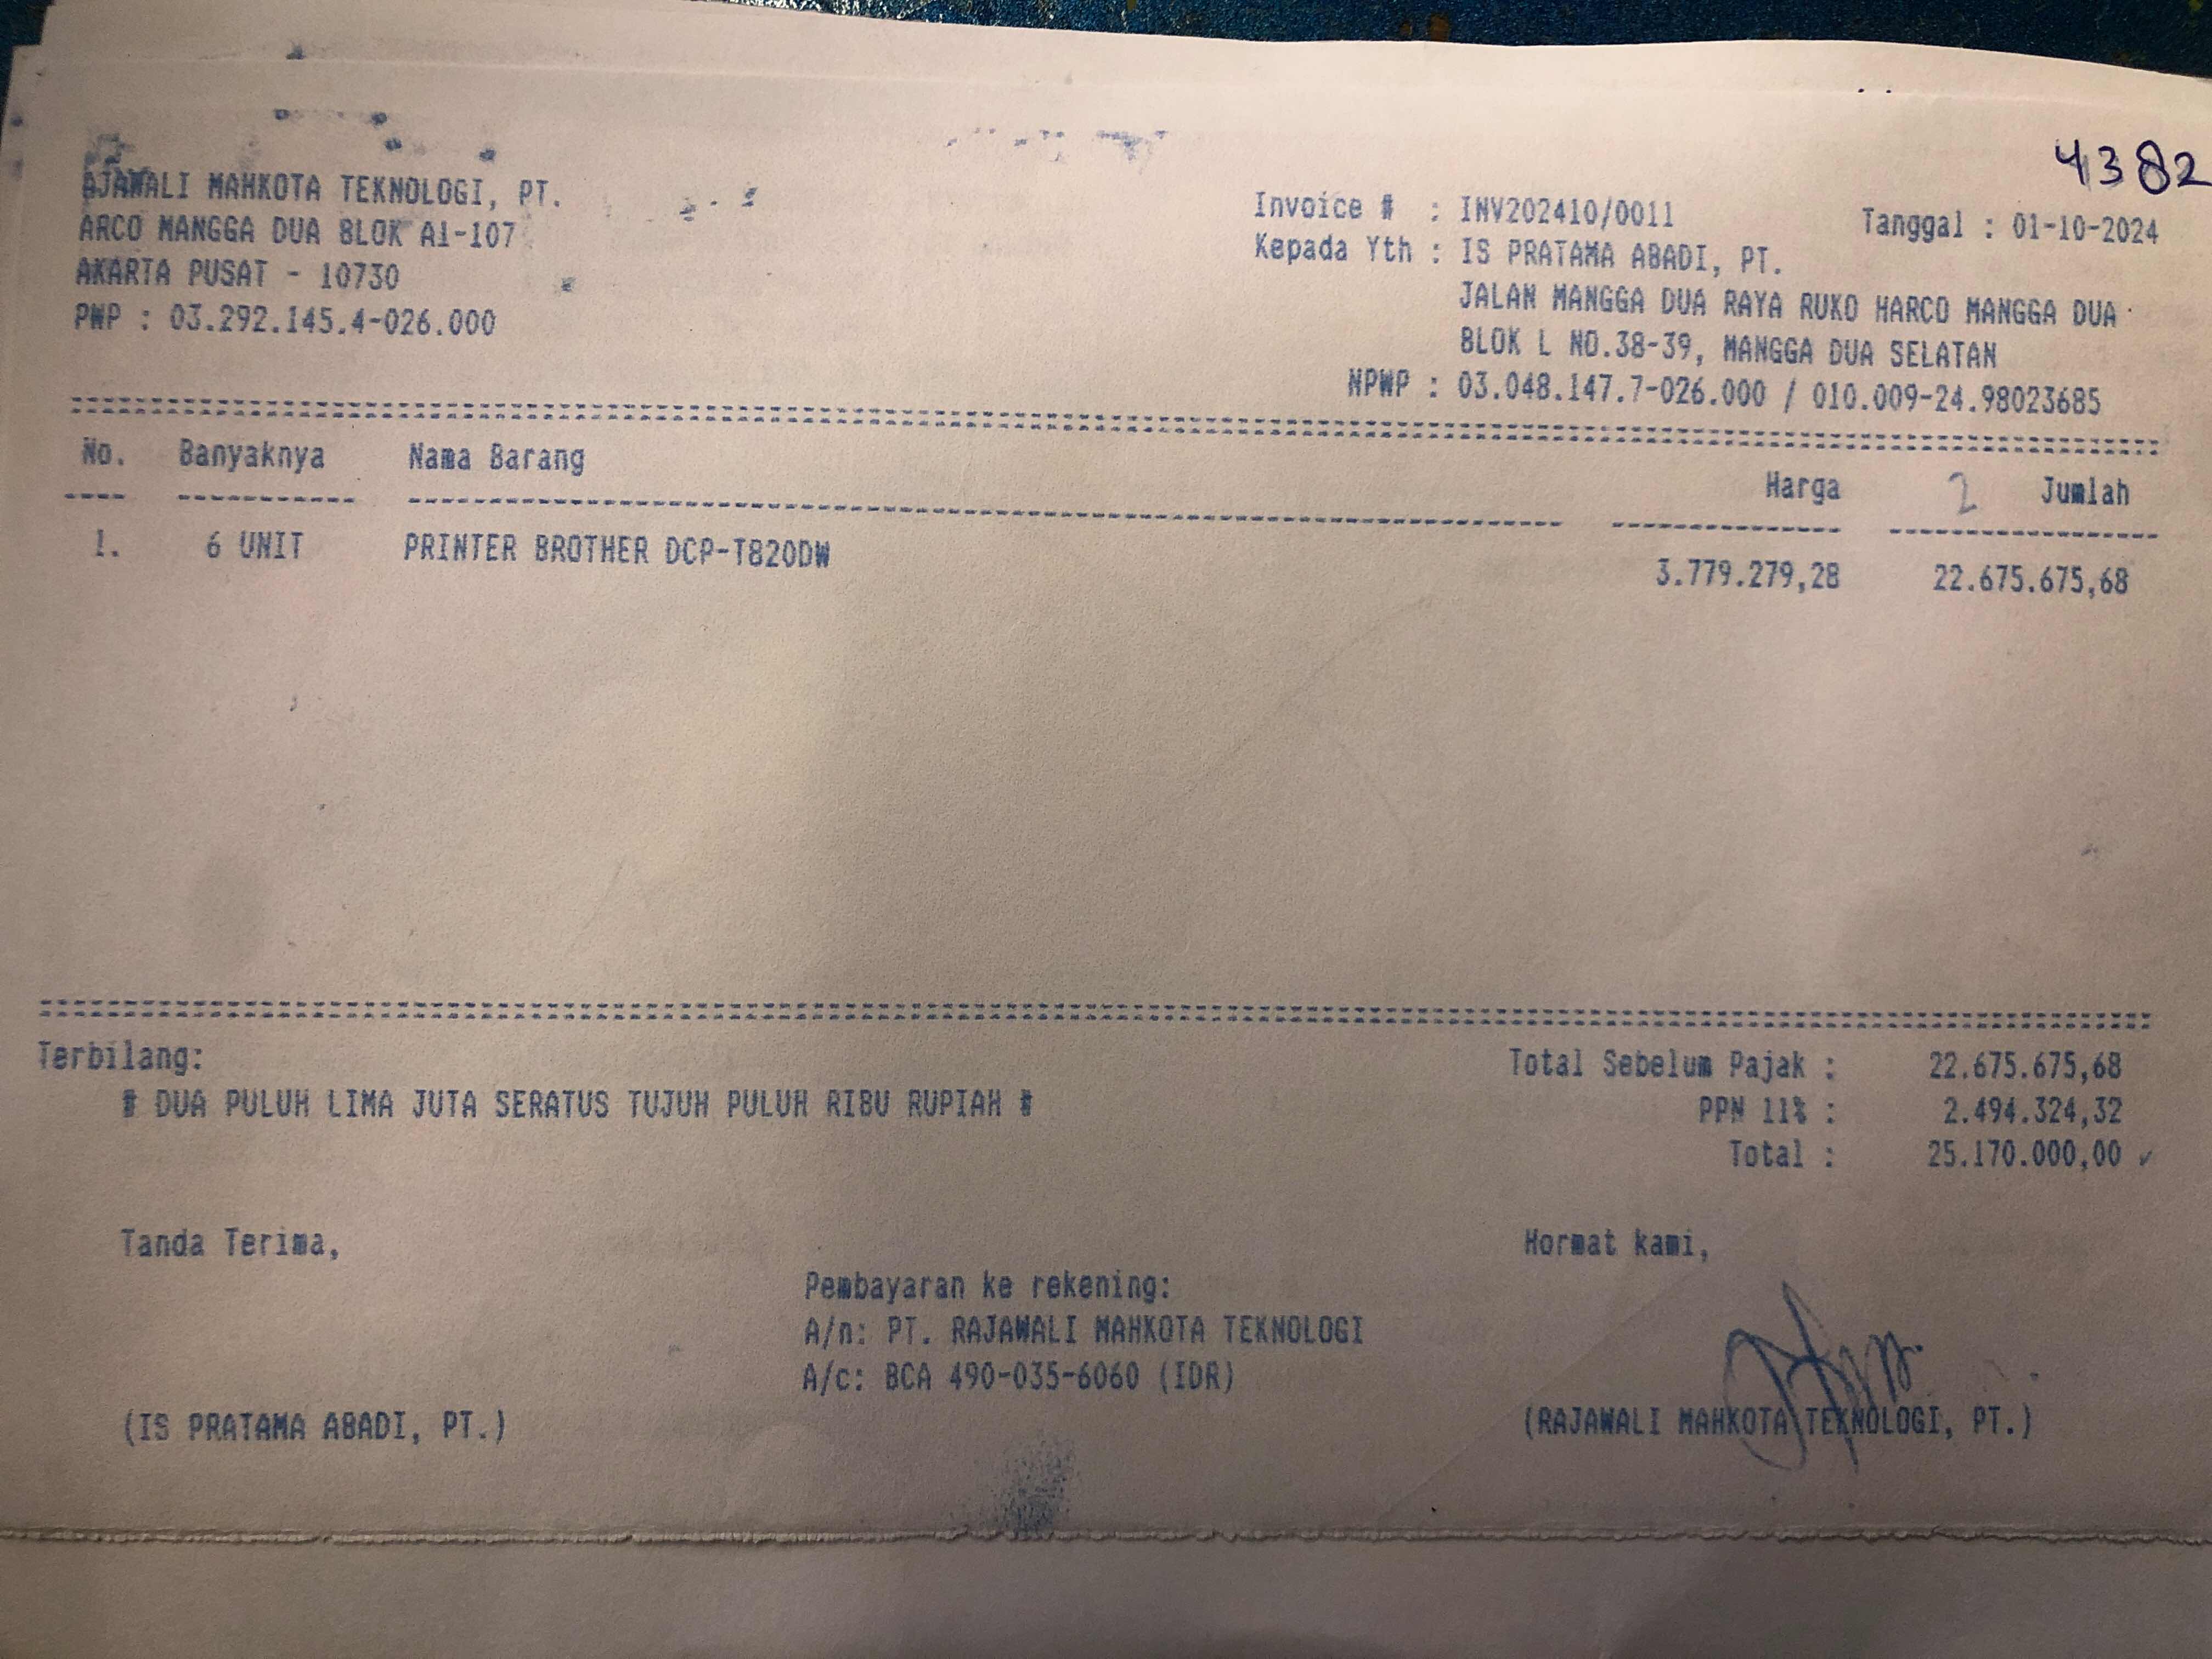 AJAWALI MAHKOTA TEKNOLOGI, PT.
ARCO MANGGA DUA BLOK A1-107
AKARTA PUSAT - 10730
PWP : 03.292.145.4-026.000
4382
Invoice # : INV202410/0011 Tanggal : 01-10-2024
Kepada Yth : IS PRATAMA ABADI, PT.
JALAN MANGGA DUA RAYA RUKO HARCO MANGGA DUA
BLOK L NO.38-39, MANGGA DUA SELATAN
NPWP : 03.048.147.7-026.000 / 010.009-24.98023685
No. Banyaknya Nama Barang Harga 2 Jumlah
1. 6 UNIT PRINTER BROTHER DCP-T820DW 3.779.279,28 22.675.675,68
Terbilang: Total Sebelum Pajak : 22.675.675,68
# DUA PULUH LIMA JUTA SERATUS TUJUH PULUH RIBU RUPIAH # PPN 11% : 2.494.324,32
Total : 25.170.000,00 ✓
Tanda Terima, Hormat kami,
Pembayaran ke rekening:
A/n: PT. RAJAWALI MAHKOTA TEKNOLOGI
A/c: BCA 490-035-6060 (IDR)
(IS PRATAMA ABADI, PT.) (RAJAWALI MAHKOTA TEKNOLOGI, PT.)